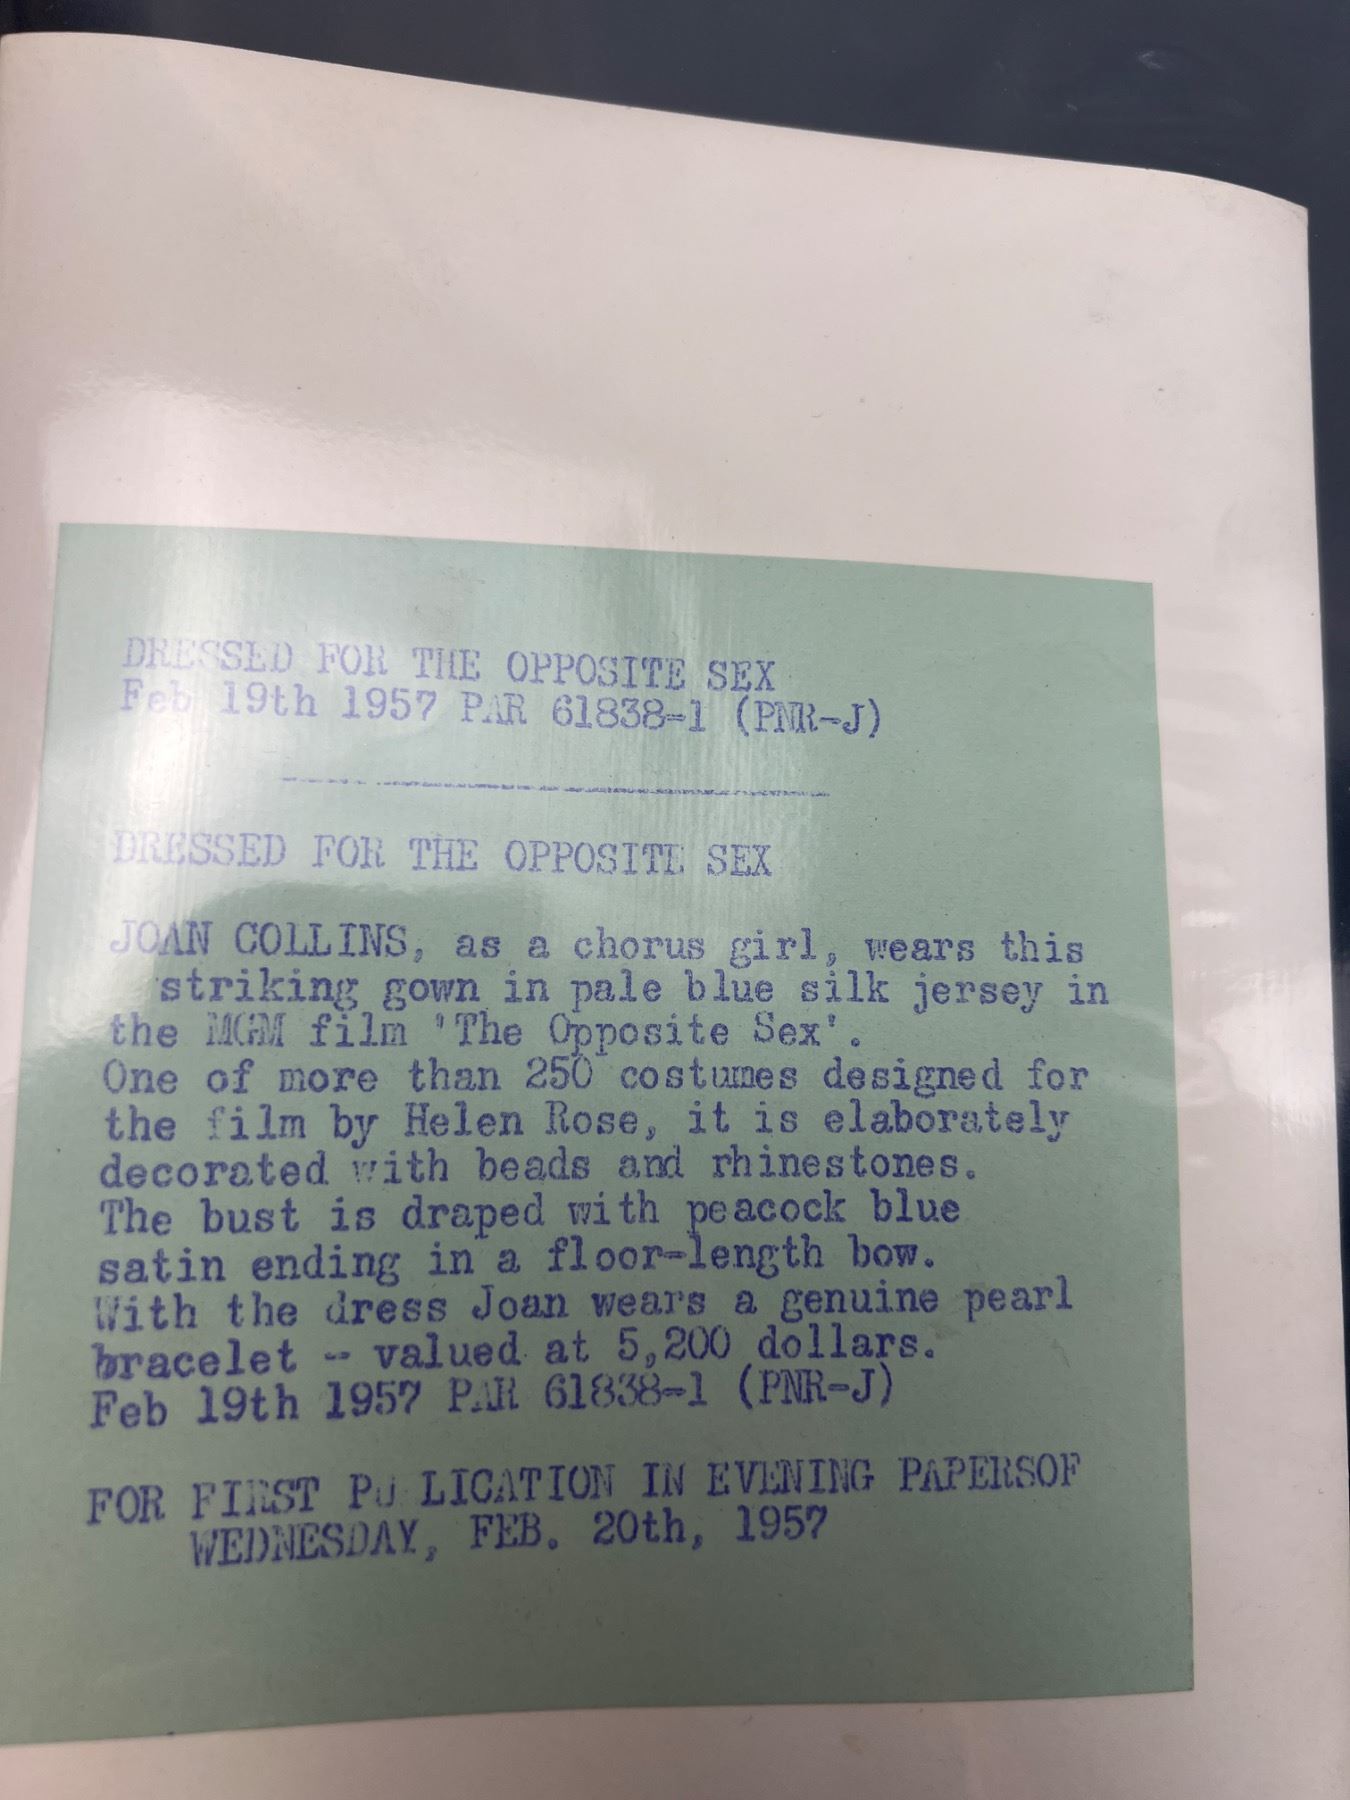 DRESSED FOR THE OPPOSITE SEX
Feb 19th 1957 PAR 61838-1 (PNR-J)
DRESSED FOR THE OPPOSITE SEX
JOAN COLLINS, as a chorus girl, wears this
striking gown in pale blue silk jersey in
the MGM film 'The Opposite Sex'.
One of more than 250 costumes designed for
the film by Helen Rose, it is elaborately
decorated with beads and rhinestones.
The bust is draped with peacock blue
satin ending in a floor-length bow.
With the dress Joan wears a genuine pearl
bracelet -- valued at 5,200 dollars.
Feb 19th 1957 PAR 61838-1 (PNR-J)
FOR FIRST PUBLICATION IN EVENING PAPERSOF
WEDNESDAY, FEB. 20th, 1957